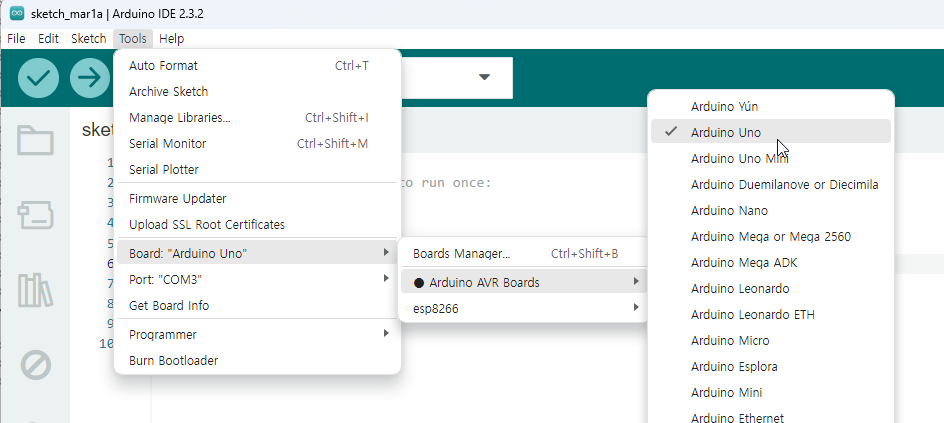 sketch_mar1a | Arduino IDE 2.3.2
File Edit Sketch Tools Help
Auto Format Ctrl+T
Archive Sketch
Manage Libraries... Ctrl+Shift+I
Serial Monitor Ctrl+Shift+M
Serial Plotter
Firmware Updater
Upload SSL Root Certificates
Board: "Arduino Uno"
Port: "COM3"
Get Board Info
Programmer
Burn Bootloader
Boards Manager... Ctrl+Shift+B
Arduino AVR Boards
esp8266
Arduino Yún
Arduino Uno
Arduino Uno Mini
Arduino Duemilanove or Diecimila
Arduino Nano
Arduino Mega or Mega 2560
Arduino Mega ADK
Arduino Leonardo
Arduino Leonardo ETH
Arduino Micro
Arduino Esplora
Arduino Mini
Arduino Ethernet
sket
1
2 to run once:
3
4
5
6
7
8
9
10